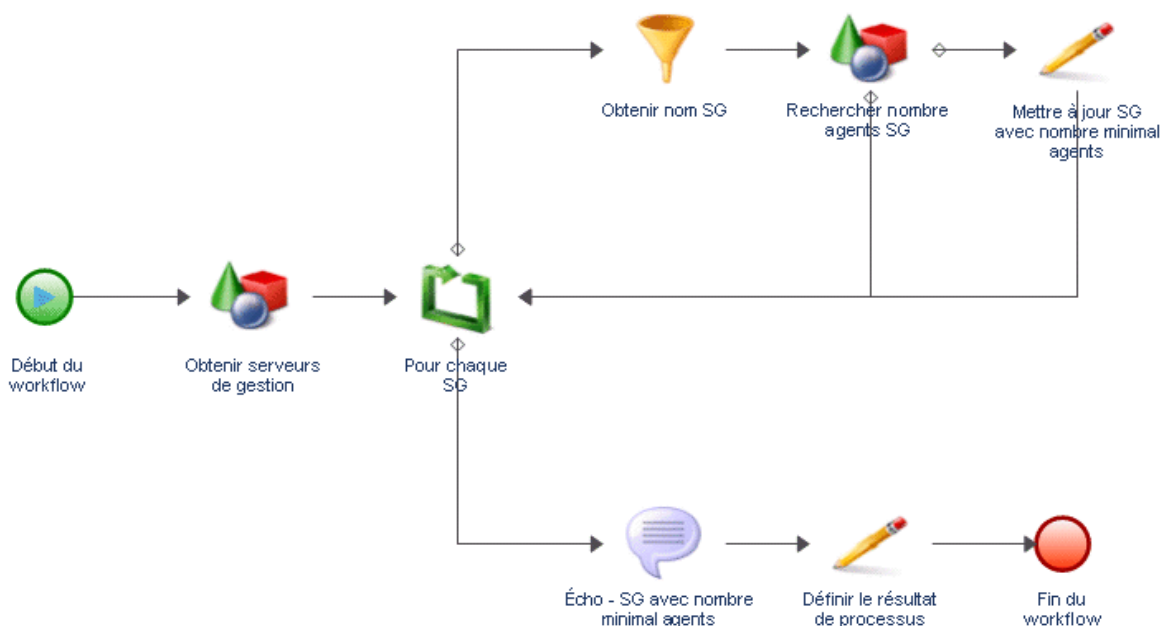 Obtenir nom SG
Rechercher nombre
agents SG
Mettre à jour SG
avec nombre minimal
agents
Début du
workflow
Obtenir serveurs
de gestion
Pour chaque
SG
Écho - SG avec nombre
minimal agents
Définir le résultat
de processus
Fin du
workflow